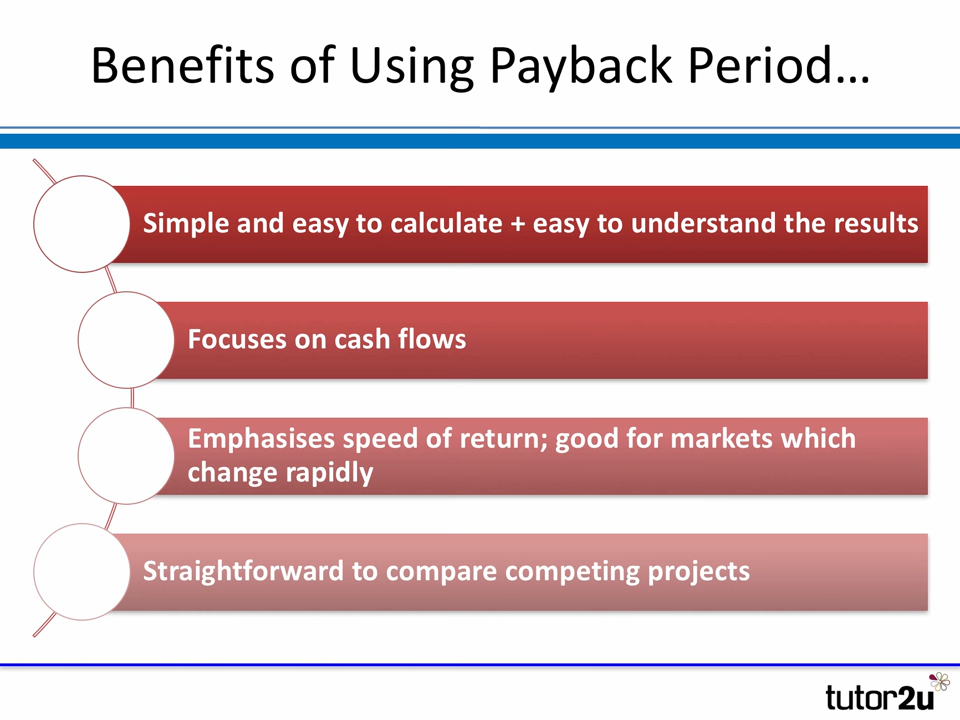 Benefits of Using Payback Period…
Simple and easy to calculate + easy to understand the results
Focuses on cash flows
Emphasises speed of return; good for markets which
change rapidly
Straightforward to compare competing projects
tutor2u